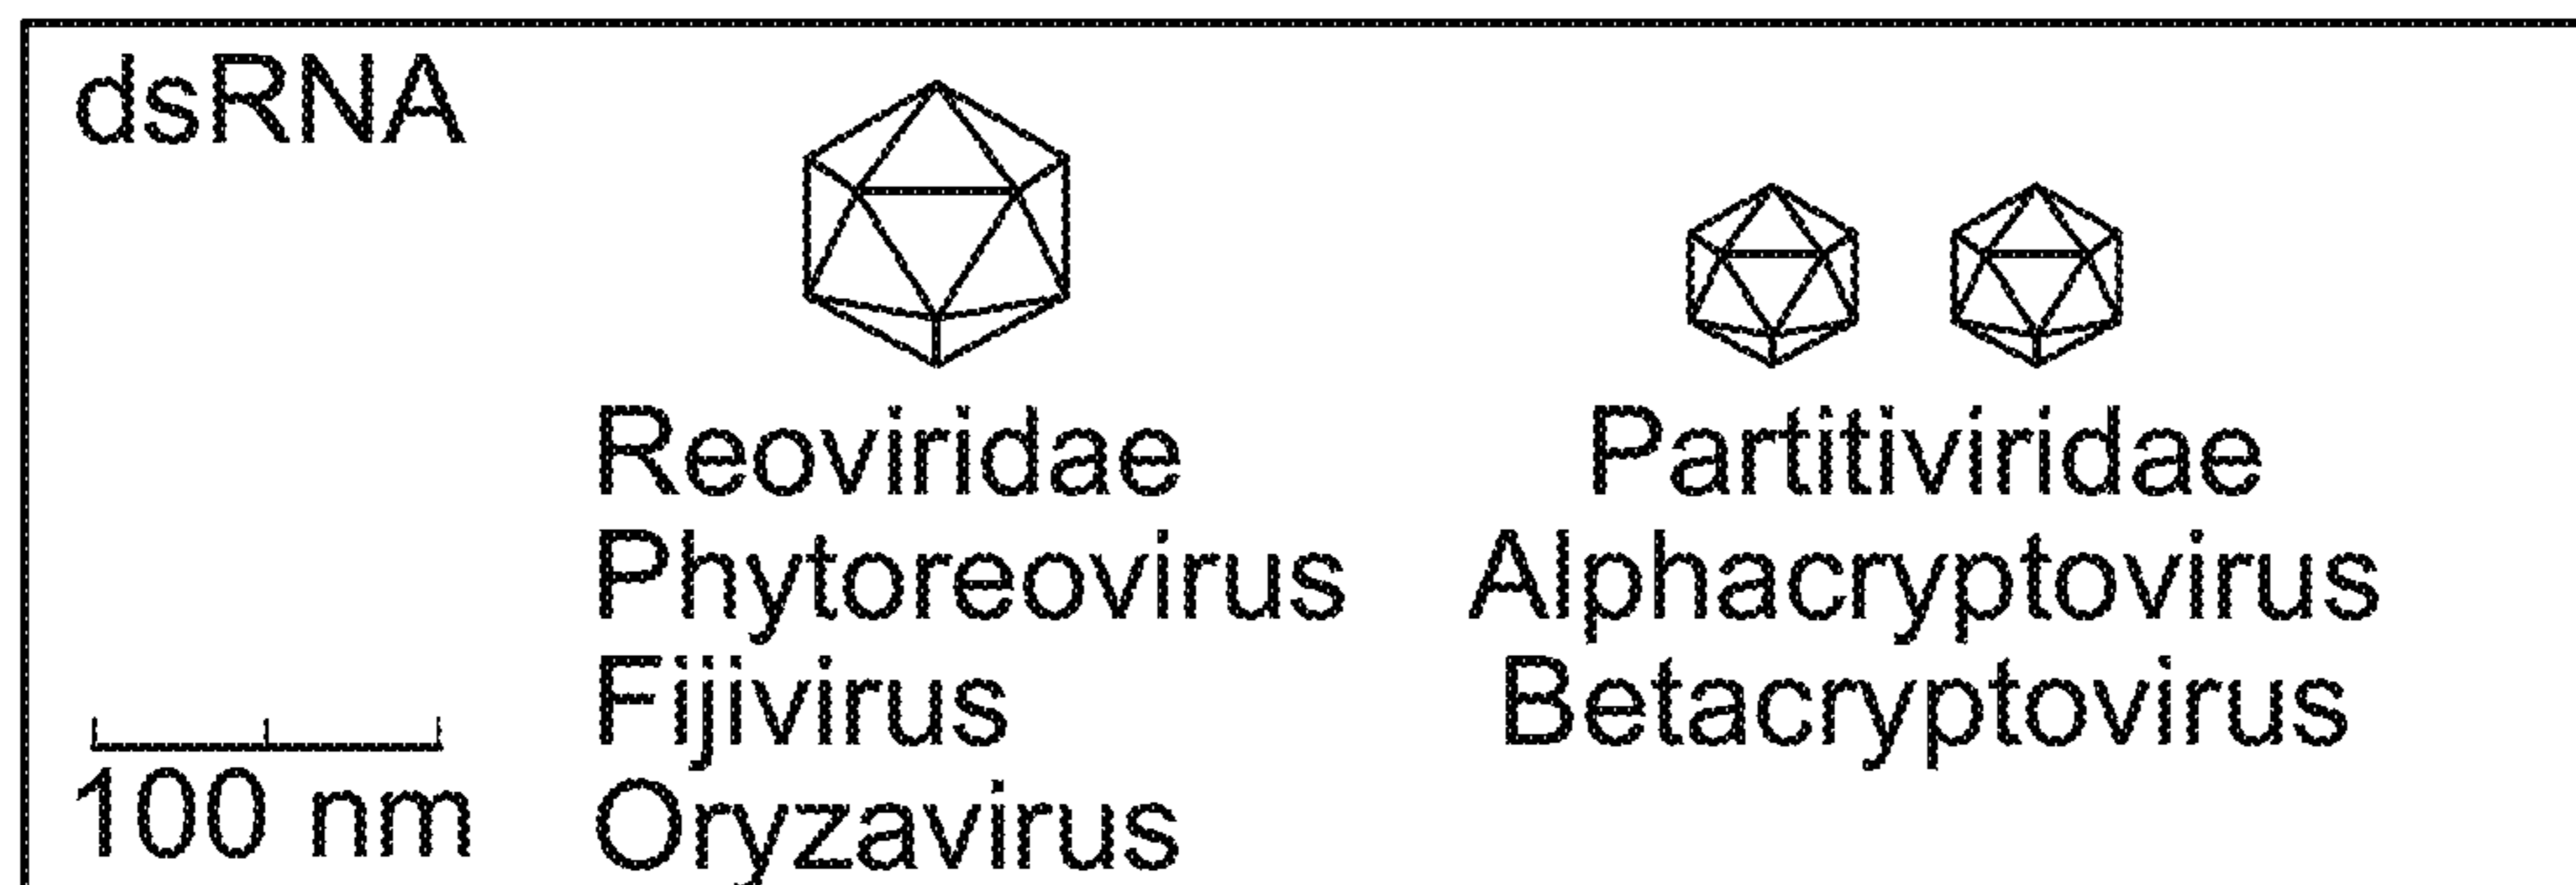 dsRNA
Reoviridae
Phytoreovirus
Fijivirus
Oryzavirus
Partitiviridae
Alphacryptovirus
Betacryptovirus
100 nm